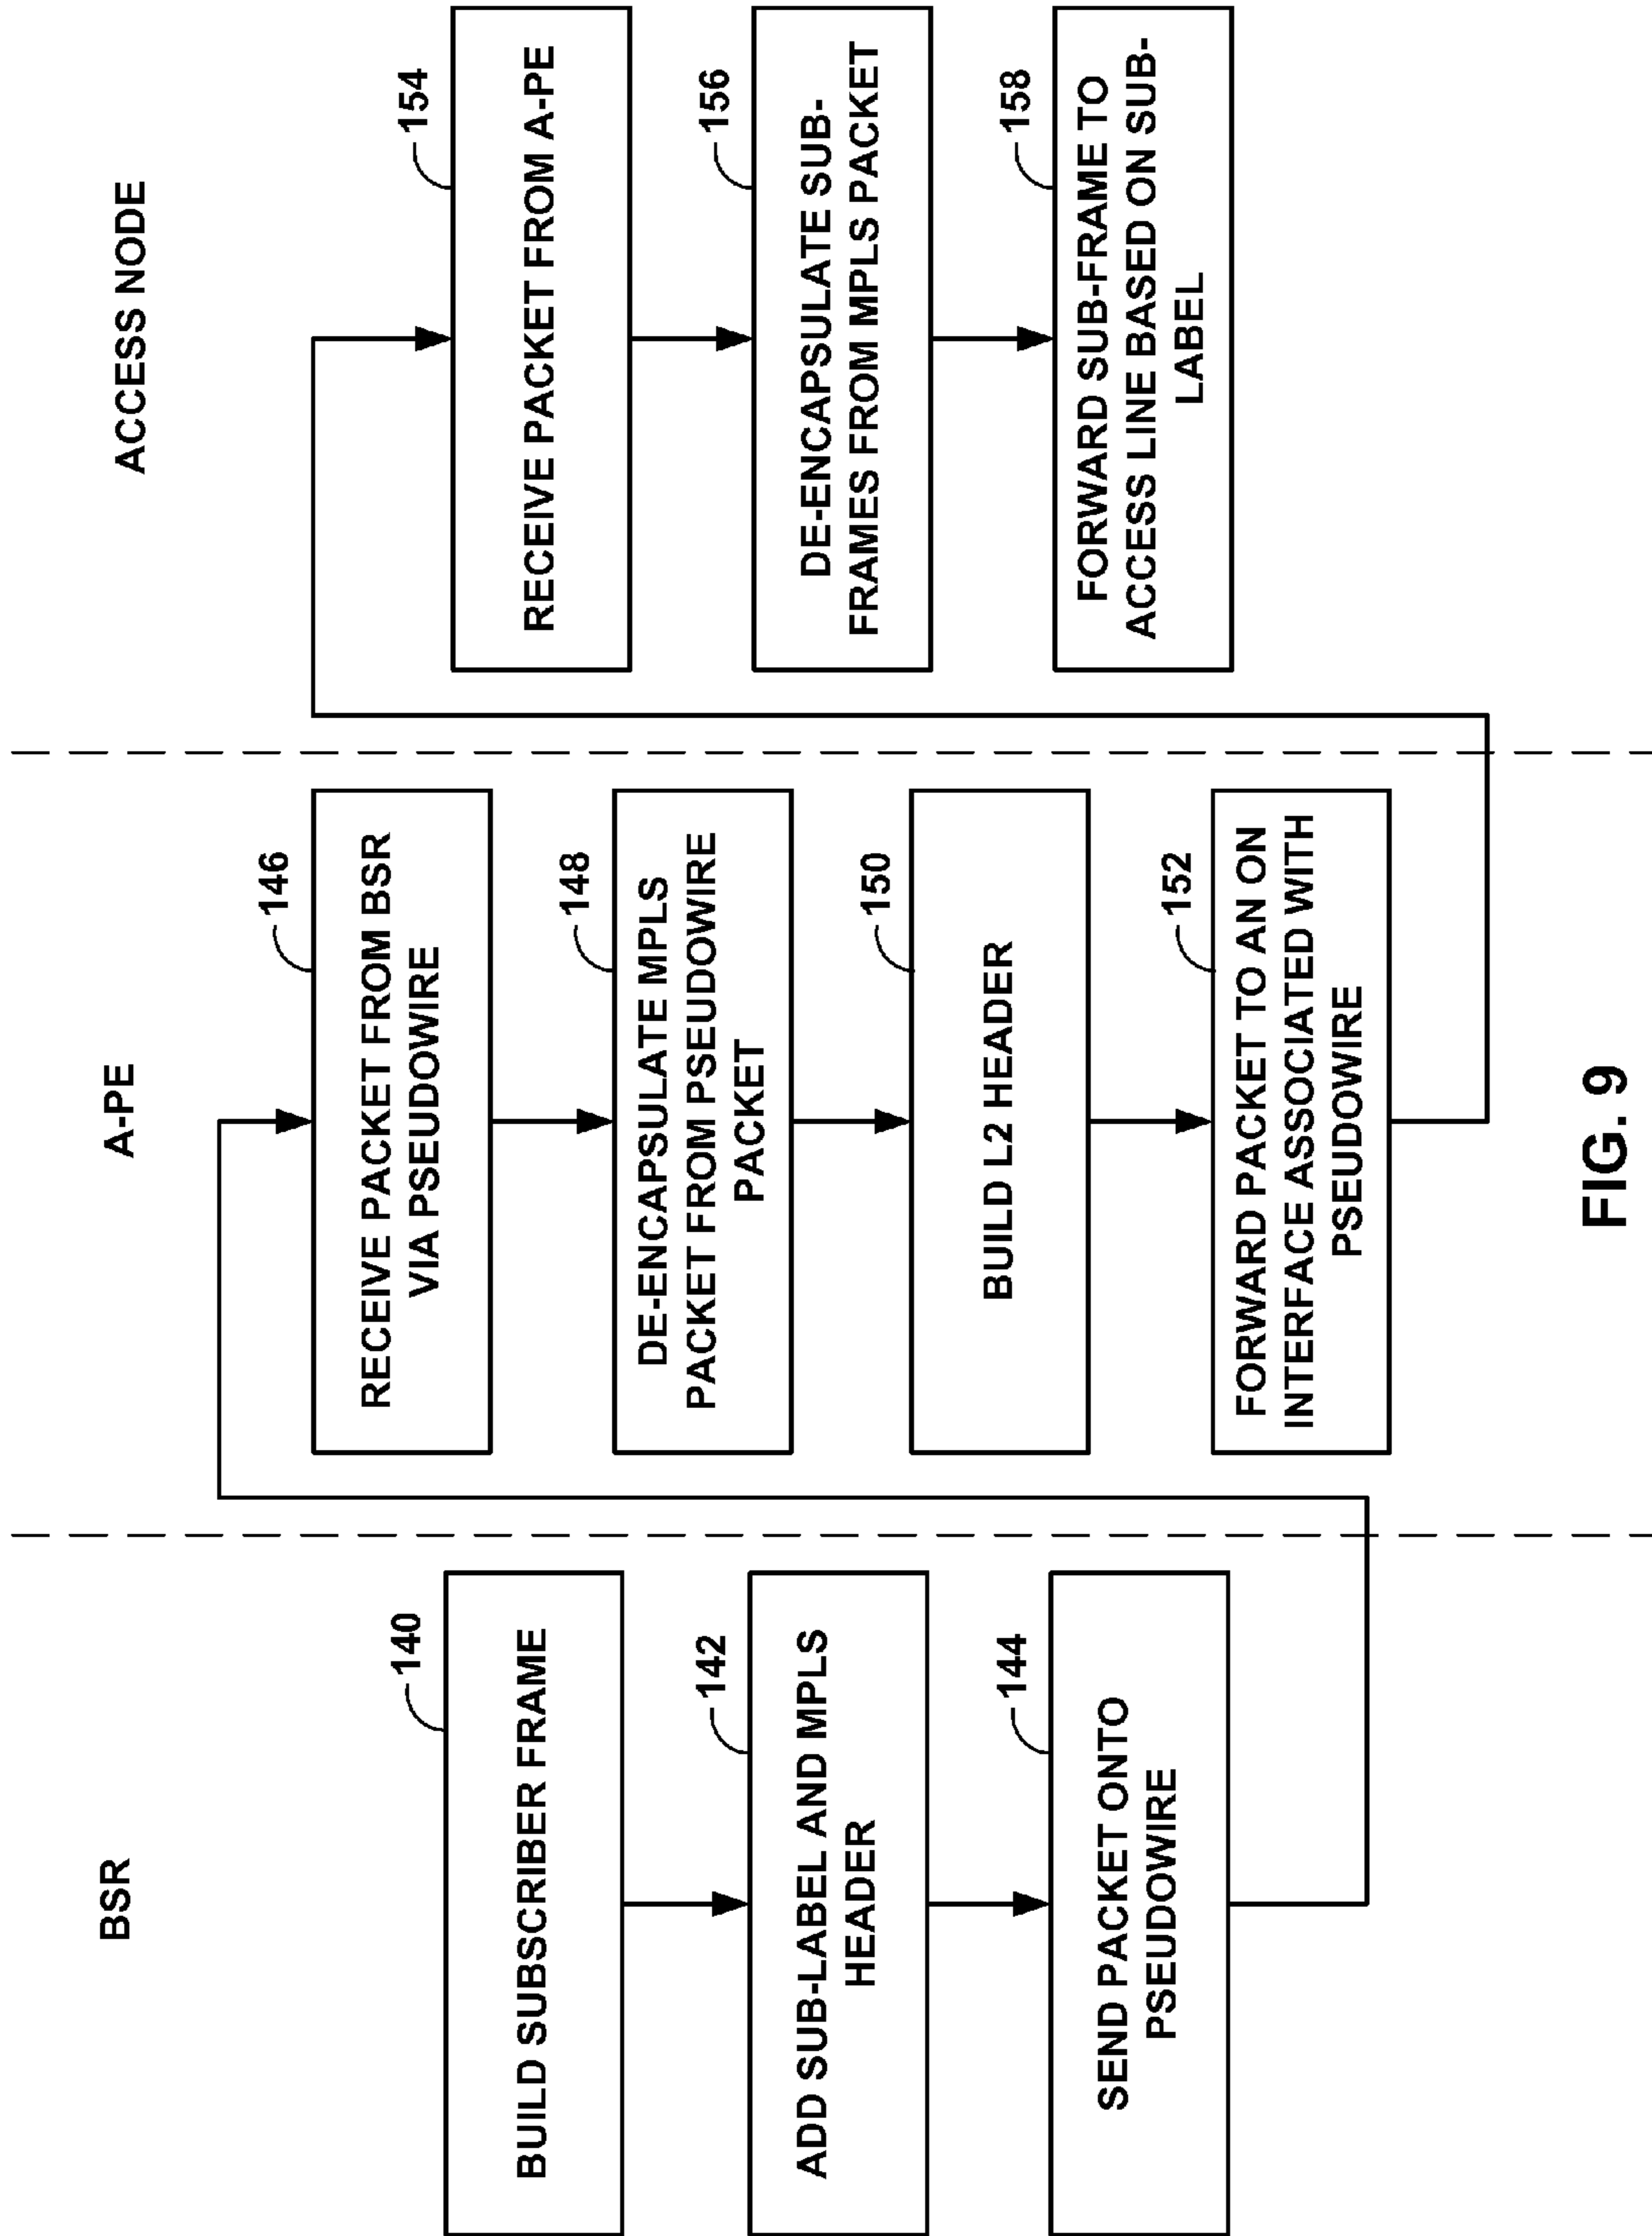 BSR
140
BUILD SUBSCRIBER FRAME
142
ADD SUB-LABEL AND MPLS
HEADER
144
SEND PACKET ONTO
PSEUDOWIRE
A-PE
146
RECEIVE PACKET FROM BSR
VIA PSEUDOWIRE
148
DE-ENCAPSULATE MPLS
PACKET FROM PSEUDOWIRE
PACKET
150
BUILD L2 HEADER
152
FORWARD PACKET TO AN ON
INTERFACE ASSOCIATED WITH
PSEUDOWIRE
ACCESS NODE
154
RECEIVE PACKET FROM A-PE
156
DE-ENCAPSULATE SUB-
FRAMES FROM MPLS PACKET
158
FORWARD SUB-FRAME TO
ACCESS LINE BASED ON SUB-
LABEL
FIG. 9